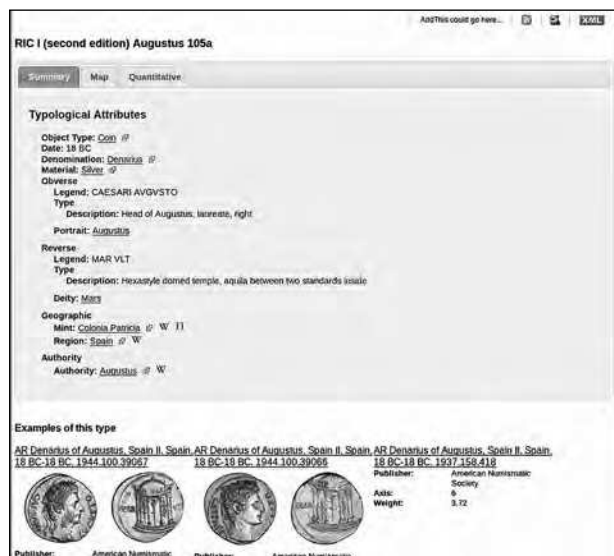 AddThis could go here...
XML
RIC I (second edition) Augustus 105a
Summary Map Quantitative
Typological Attributes
Object Type: Coin
Date: 18 BC
Denomination: Denarius
Material: Silver
Obverse
Legend: CAESARI AVGVSTO
Type
Description: Head of Augustus, laureate, right
Portrait: Augustus
Reverse
Legend: MAR VLT
Type
Description: Hexastyle domed temple, aquila between two standards inside
Deity: Mars
Geographic
Mint: Colonia Patricia W Π
Region: Spain W
Authority
Authority: Augustus W
Examples of this type
AR Denarius of Augustus, Spain II, Spain, 18 BC-18 BC. 1944.100.39067
Publisher: American Numismatic
AR Denarius of Augustus, Spain II, Spain, 18 BC-18 BC. 1944.100.39066
Publisher: American Numismatic
AR Denarius of Augustus, Spain II, Spain, 18 BC-18 BC. 1937.158.418
Publisher: American Numismatic
Society
Axis: 6
Weight: 3.72